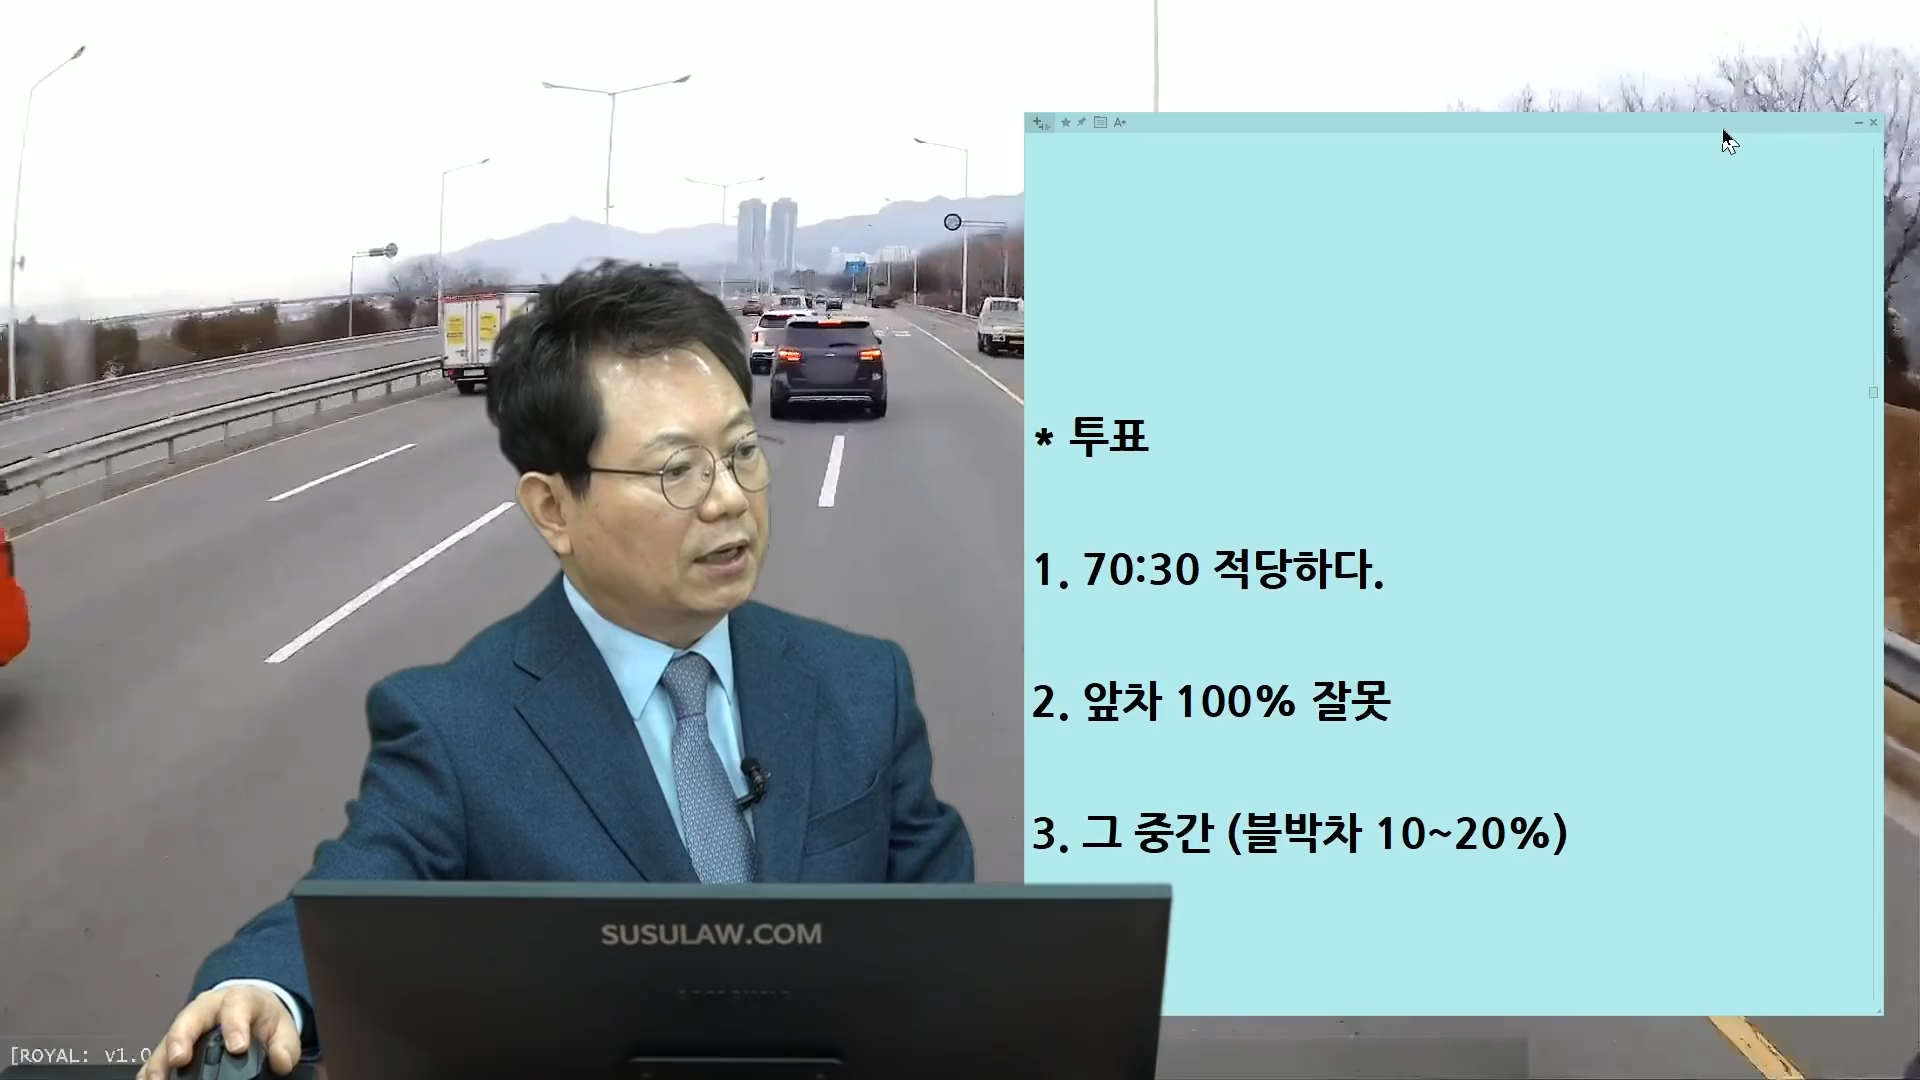 * 투표
1. 70:30 적당하다.
2. 앞차 100% 잘못
3. 그 중간 (블박차 10~20%)
SUSULAW.COM
SAMSUNG
[ROYAL: v1.0